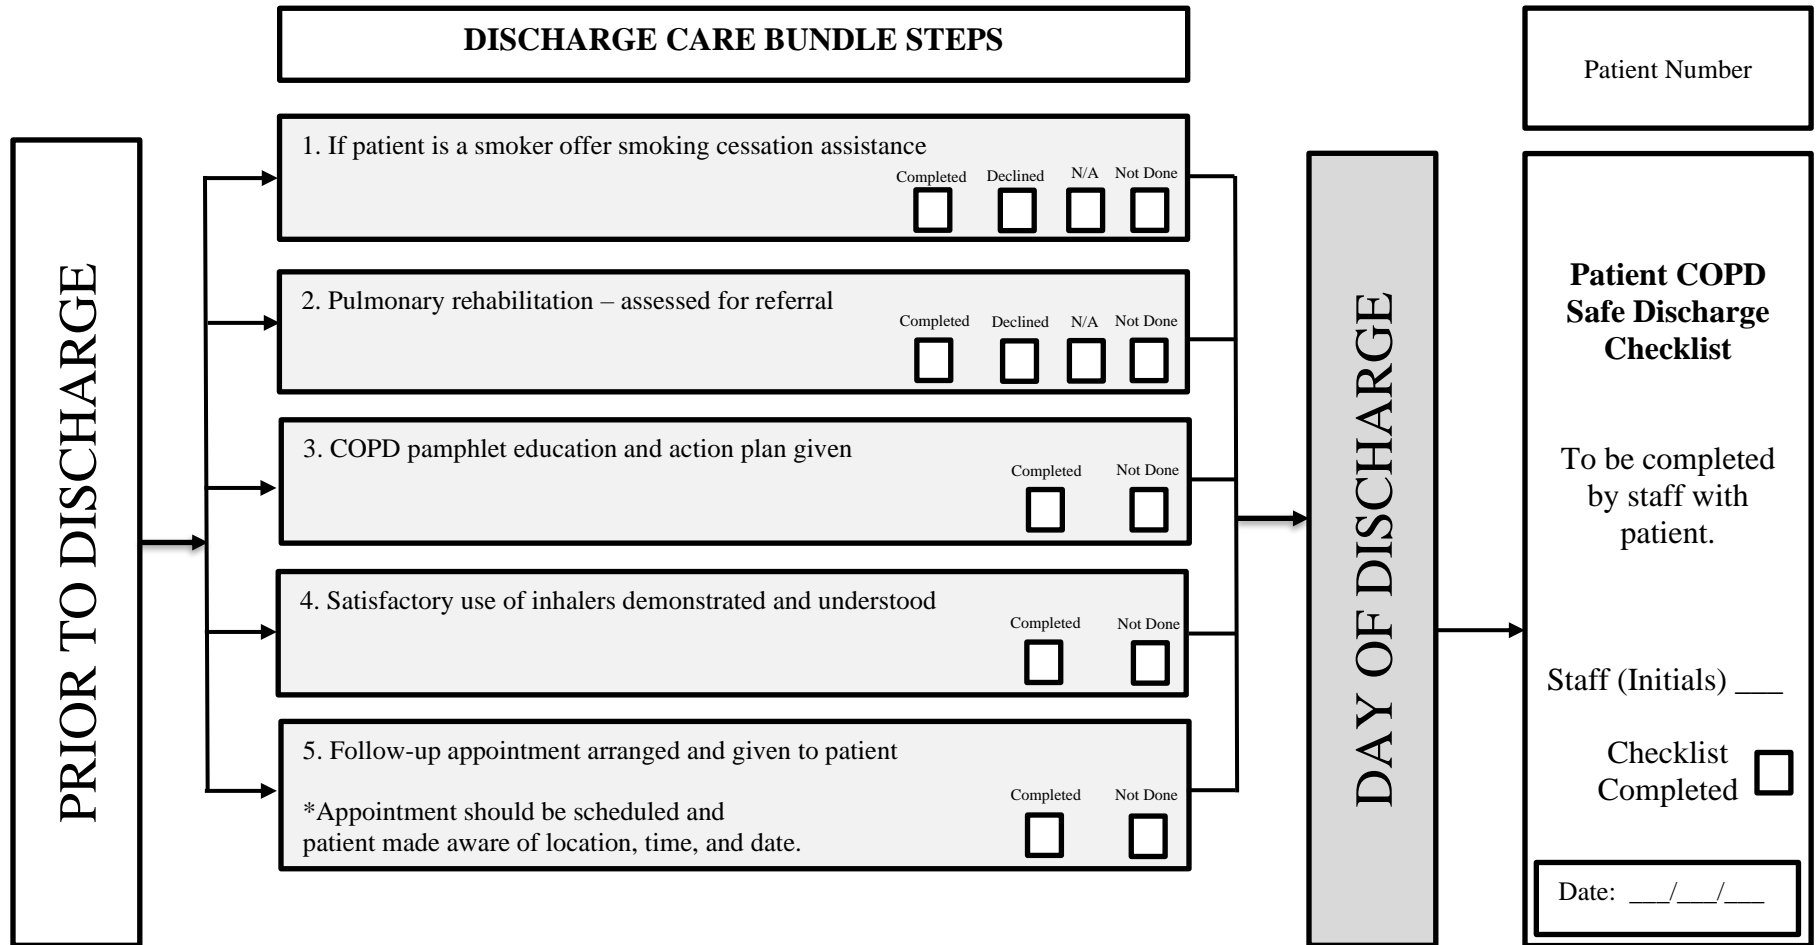 DISCHARGE CARE BUNDLE STEPS
Patient Number
PRIOR TO DISCHARGE
1. If patient is a smoker offer smoking cessation assistance
Completed Declined N/A Not Done
2. Pulmonary rehabilitation – assessed for referral
Completed Declined N/A Not Done
3. COPD pamphlet education and action plan given
Completed Not Done
4. Satisfactory use of inhalers demonstrated and understood
Completed Not Done
5. Follow-up appointment arranged and given to patient
*Appointment should be scheduled and
patient made aware of location, time, and date.
Completed Not Done
DAY OF DISCHARGE
Patient COPD
Safe Discharge
Checklist
To be completed
by staff with
patient.
Staff (Initials) ___
Checklist
Completed
Date: ___/___/___